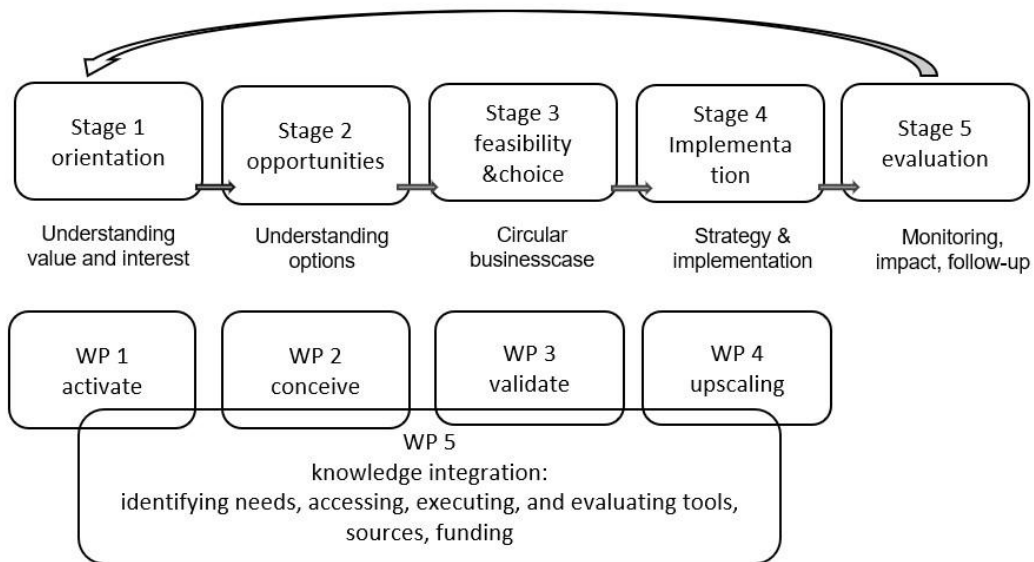 Stage 1
orientation
Stage 2
opportunities
Stage 3
feasibility
&choice
Stage 4
Implementa
tion
Stage 5
evaluation
Understanding
value and interest
Understanding
options
Circular
businesscase
Strategy &
implementation
Monitoring,
impact, follow-up
WP 1
activate
WP 2
conceive
WP 3
validate
WP 4
upscaling
WP 5
knowledge integration:
identifying needs, accessing, executing, and evaluating tools,
sources, funding